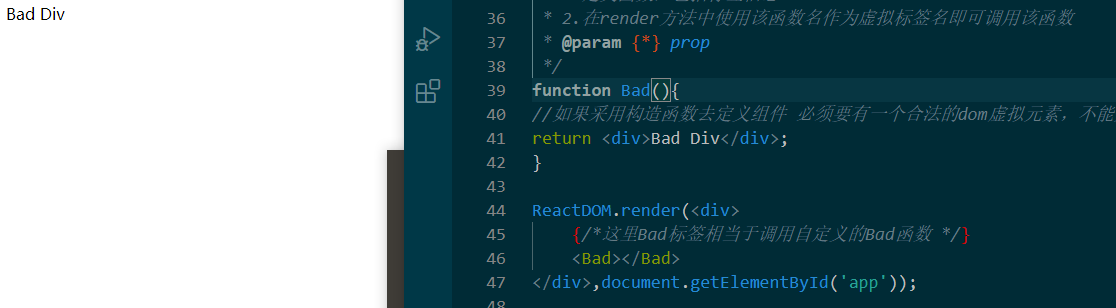 Bad Div
36 * 2.在render方法中使用该函数名作为虚拟标签名即可调用该函数
37 * @param {*} prop
38 */
39 function Bad(){
40 //如果采用构造函数去定义组件 必须要有一个合法的dom虚拟元素，不能
41 return <div>Bad Div</div>;
42 }
43
44 ReactDOM.render(<div>
45 {/*这里Bad标签相当于调用自定义的Bad函数 */}
46 <Bad></Bad>
47 </div>,document.getElementById('app'));
48